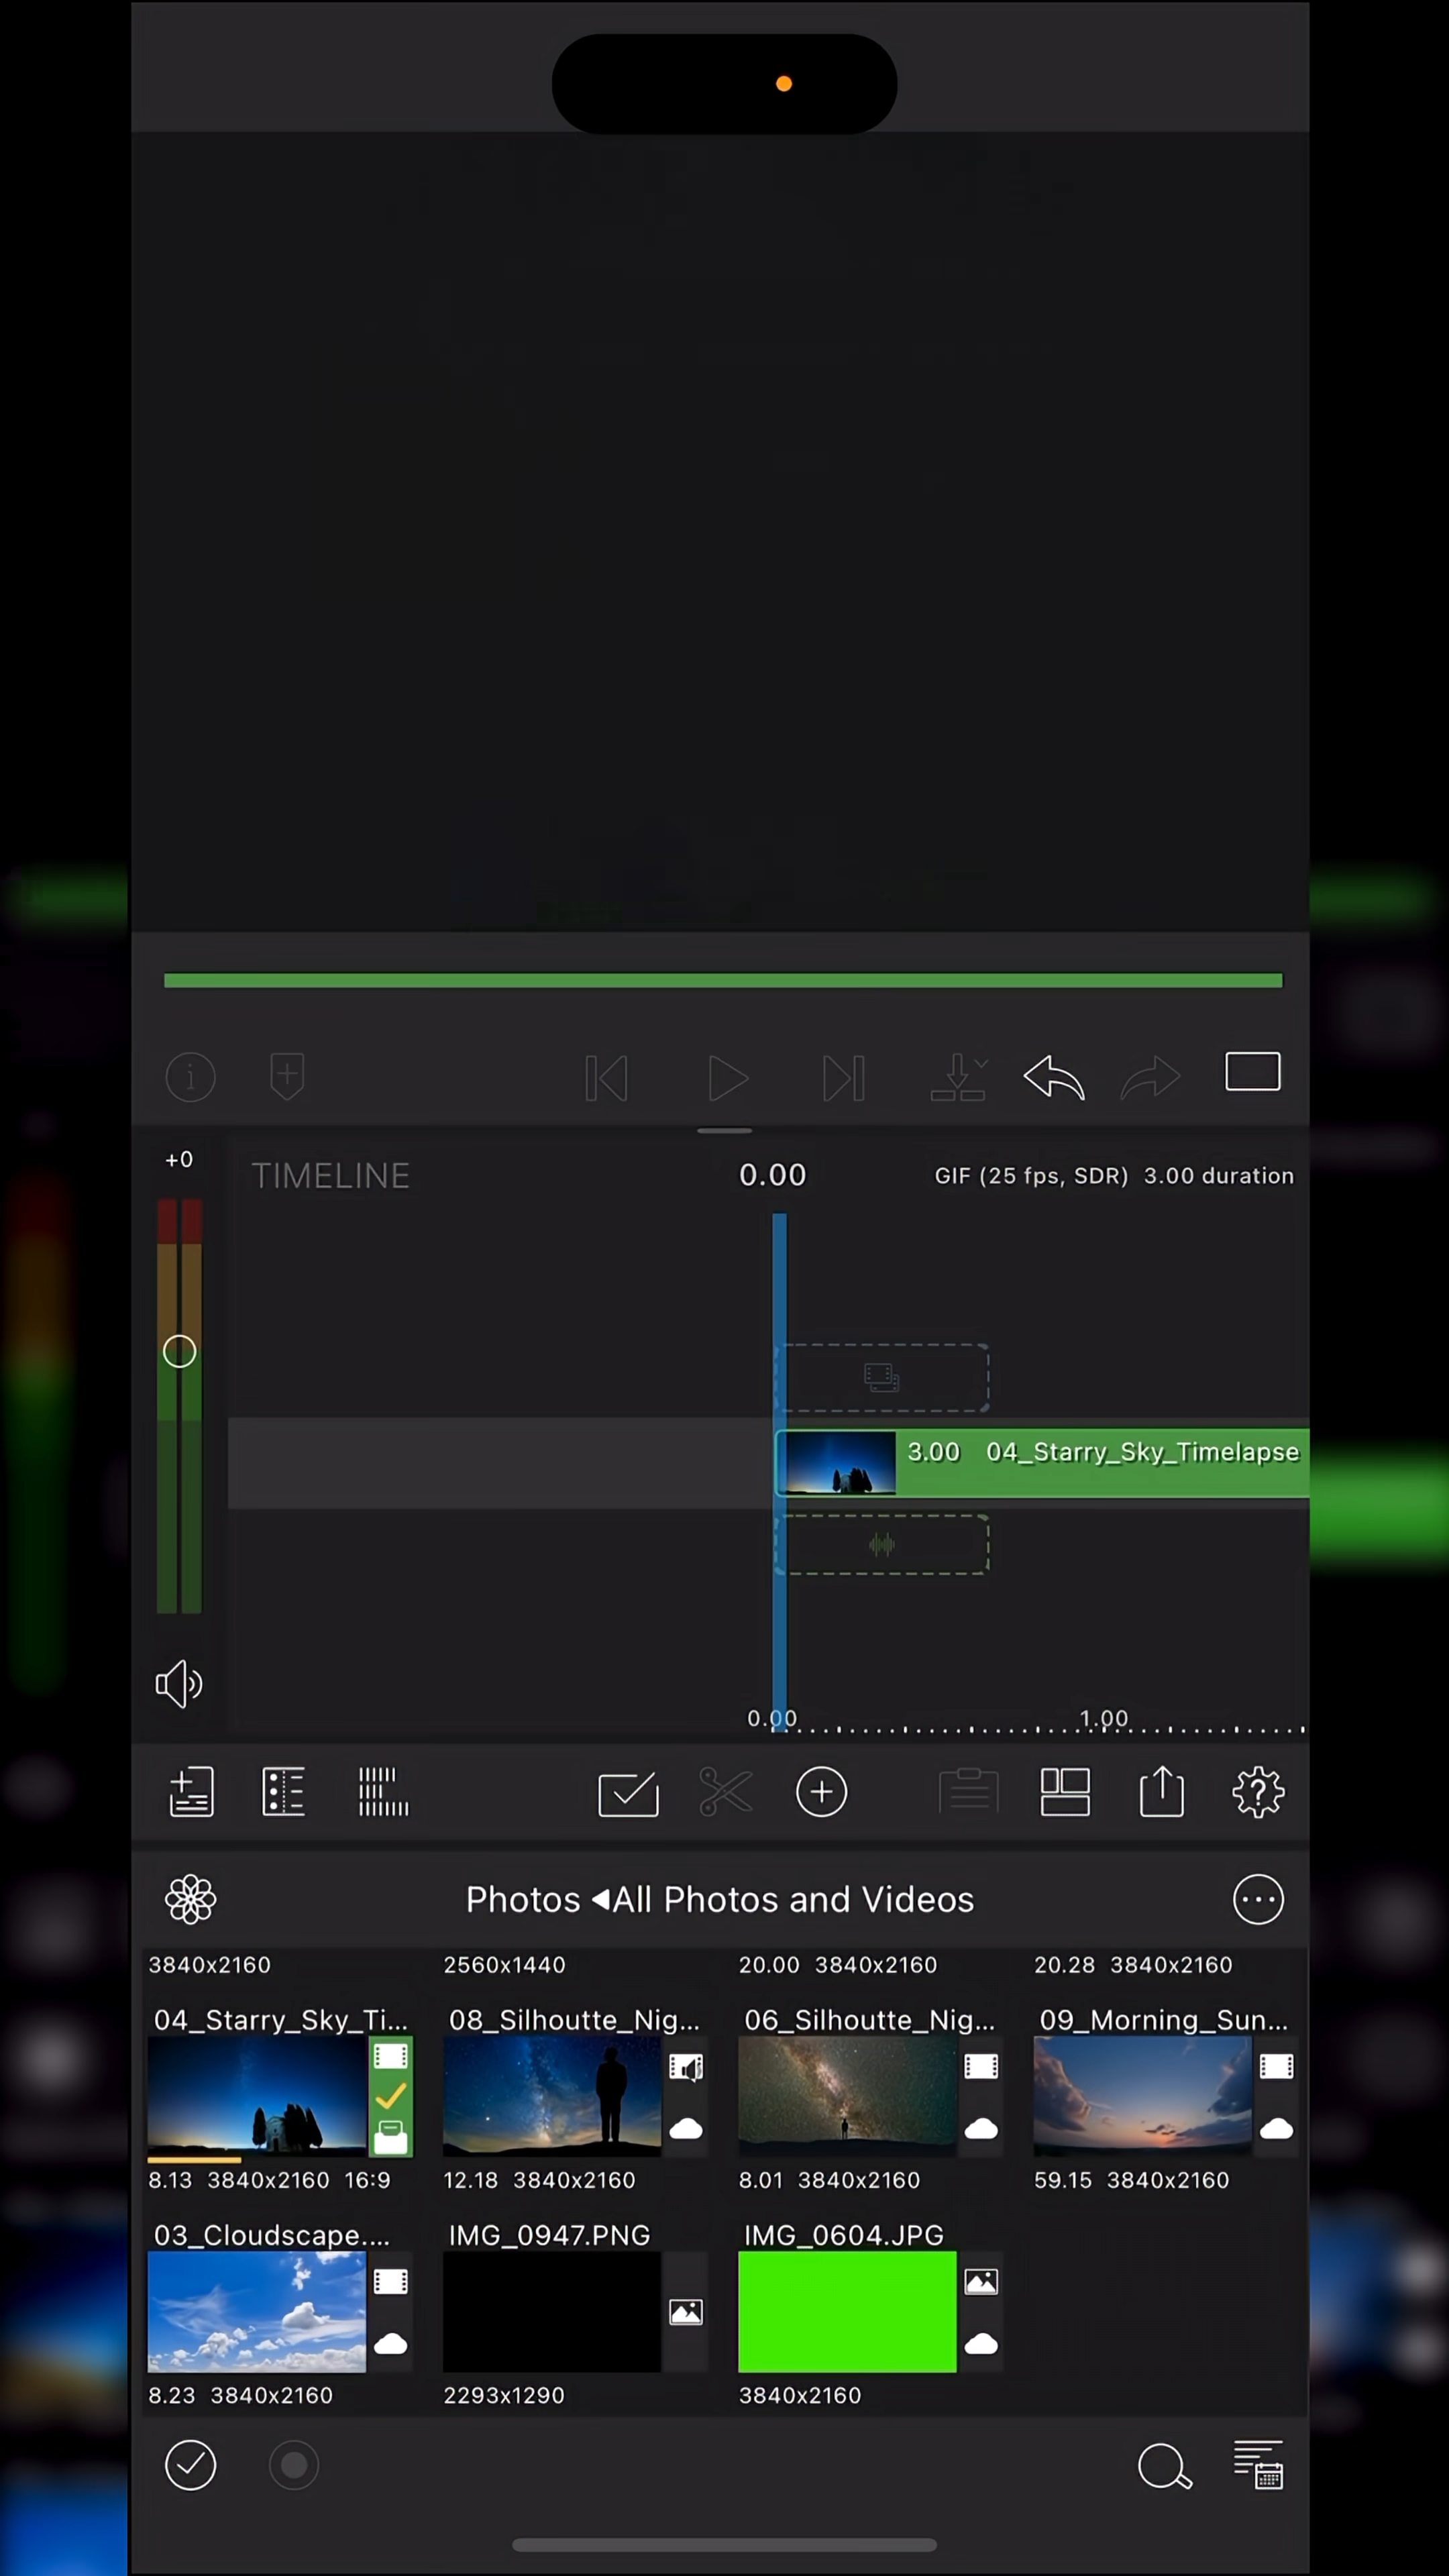 +0
TIMELINE 0.00 GIF (25 fps, SDR) 3.00 duration
3.00 04_Starry_Sky_Timelapse
0.00 1.00
Photos ◀All Photos and Videos
3840x2160 2560x1440 20.00 3840x2160 20.28 3840x2160
04_Starry_Sky_Ti... 08_Silhoutte_Nig... 06_Silhoutte_Nig... 09_Morning_Sun...
8.13 3840x2160 16:9 12.18 3840x2160 8.01 3840x2160 59.15 3840x2160
03_Cloudscape.... IMG_0947.PNG IMG_0604.JPG
8.23 3840x2160 2293x1290 3840x2160